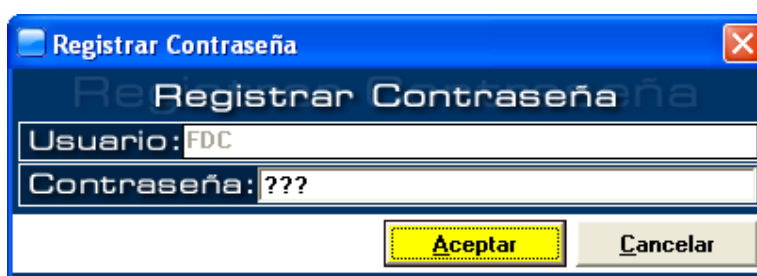 Registrar Contraseña
Registrar Contraseña
Usuario: FDC
Contraseña: ???
Aceptar Cancelar